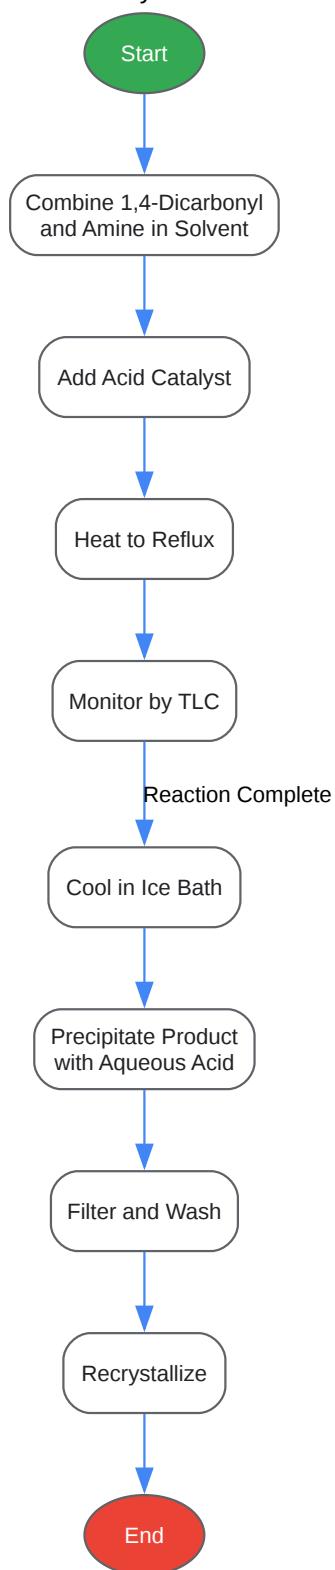 Start
Combine 1,4-Dicarbonyl
and Amine in Solvent
Add Acid Catalyst
Heat to Reflux
Monitor by TLC
Reaction Complete
Cool in Ice Bath
Precipitate Product
with Aqueous Acid
Filter and Wash
Recrystallize
End